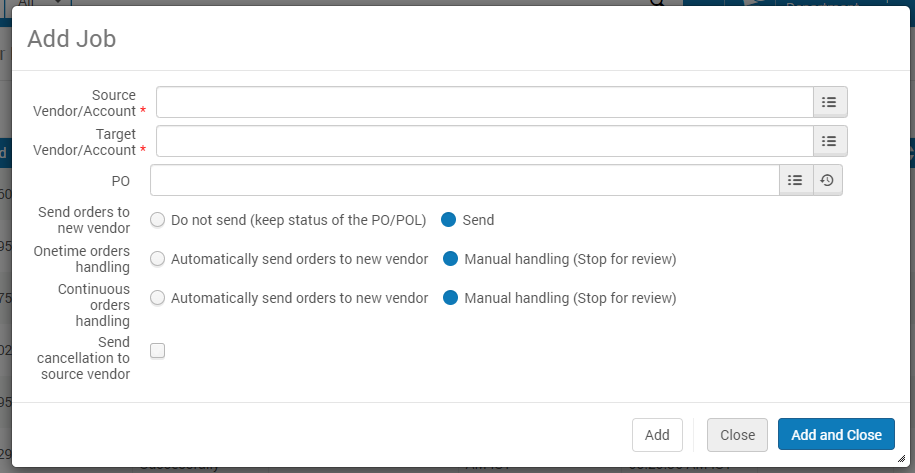 All
Department
Add Job
Source
Vendor/Account *
Target
Vendor/Account *
PO
Send orders to
new vendor
Do not send (keep status of the PO/POL)
Send
Onetime orders
handling
Automatically send orders to new vendor
Manual handling (Stop for review)
Continuous
orders
handling
Automatically send orders to new vendor
Manual handling (Stop for review)
Send
cancellation to
source vendor
Add
Close
Add and Close